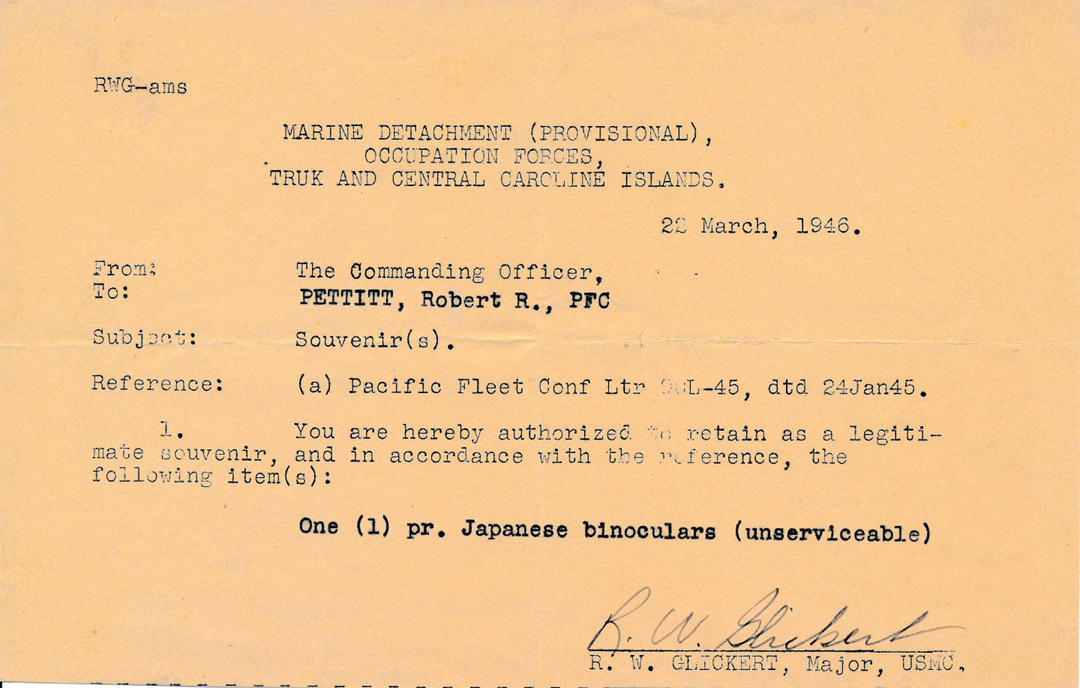 RWG-ams
MARINE DETACHMENT (PROVISIONAL),
OCCUPATION FORCES,
TRUK AND CENTRAL CAROLINE ISLANDS.
22 March, 1946.
From: The Commanding Officer,
To: PETTITT, Robert R., PFC
Subject: Souvenir(s).
Reference: (a) Pacific Fleet Conf Ltr dtd 24Jan45.
1. You are hereby authorized to retain as a legiti-
mate souvenir, and in accordance with the reference, the
following item(s):
One (1) pr. Japanese binoculars (unserviceable)
R. W. Glickert
R. W. GLICKERT, Major, USMC.